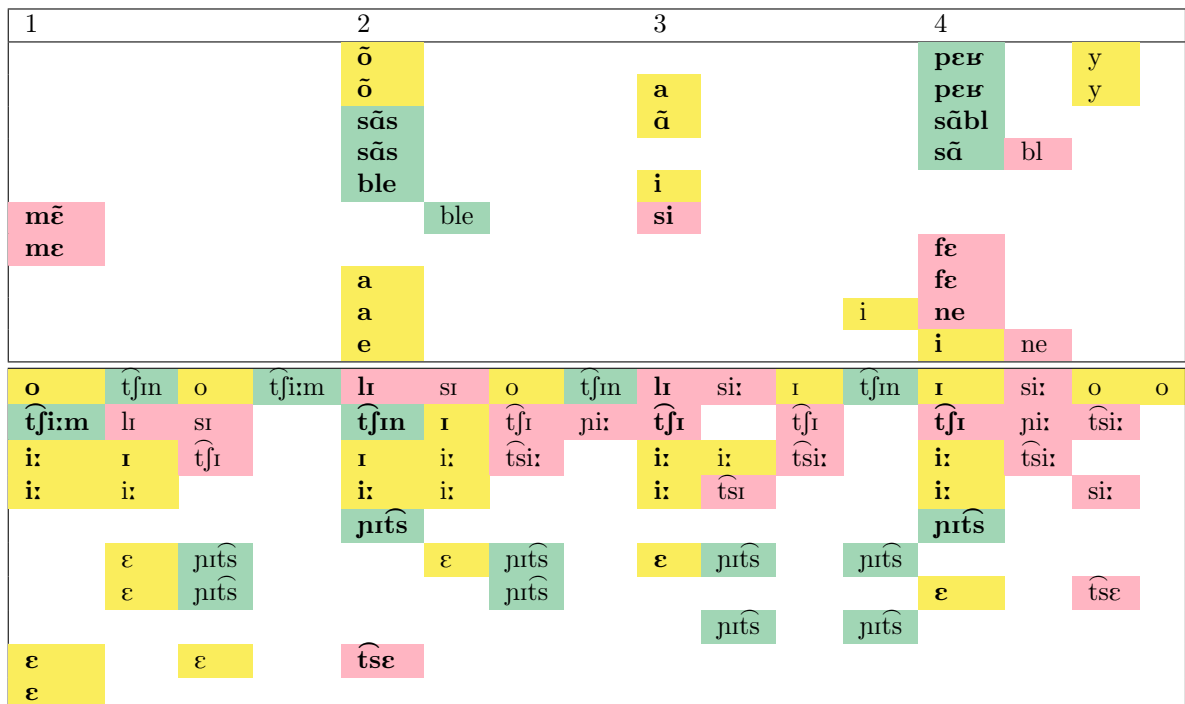 1 2 3 4
õ pɛʁ y
õ a pɛʁ y
sɑ̃s ɑ̃ sɑ̃bl
sɑ̃s sɑ̃ bl
ble i
mɛ̃ ble si
mɛ fɛ
a fɛ
a i ne
e i ne
o t͡ʃɪn o t͡ʃiːm lɪ sɪ o t͡ʃɪn lɪ siː ɪ t͡ʃɪn ɪ siː o o
t͡ʃiːm lɪ sɪ t͡ʃɪn ɪ t͡ʃɪ ɲiː t͡ʃɪ t͡ʃɪ t͡ʃɪ ɲiː t͡siː
iː ɪ t͡ʃɪ ɪ iː t͡siː iː iː t͡siː iː t͡siː
iː iː ɪ iː iː t͡sɪ iː siː
ɲɪt͡s ɲɪt͡s
ɛ ɲɪt͡s ɛ ɲɪt͡s ɛ ɲɪt͡s ɲɪt͡s
ɛ ɲɪt͡s ɲɪt͡s ɛ t͡sɛ
ɲɪt͡s ɲɪt͡s
ɛ ɛ t͡sɛ
ɛ